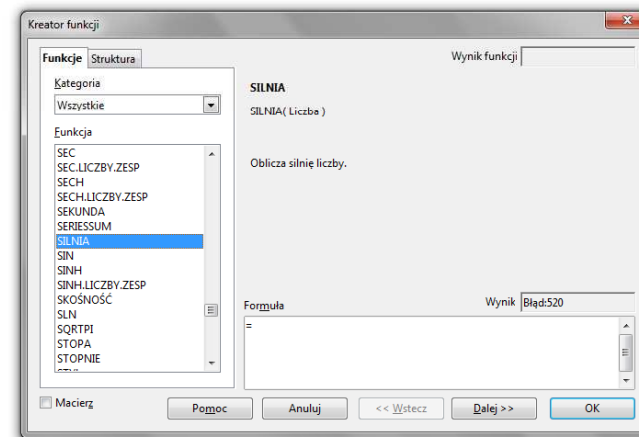 Kreator funkcji
Funkcje Struktura
Wynik funkcji
Kategoria
Wszystkie
Funkcja
SEC
SEC.LICZBY.ZESP
SECH
SECH.LICZBY.ZESP
SEKUNDA
SERIESSUM
SILNIA
SIN
SINH
SINH.LICZBY.ZESP
SKOŚNOŚĆ
SLN
SQRTPI
STOPA
STOPNIE
SILNIA
SILNIA( Liczba )
Oblicza silnię liczby.
Formuła
Wynik Błąd:520
=
Macierz
Pomoc
Anuluj
<< Wstecz
Dalej >>
OK